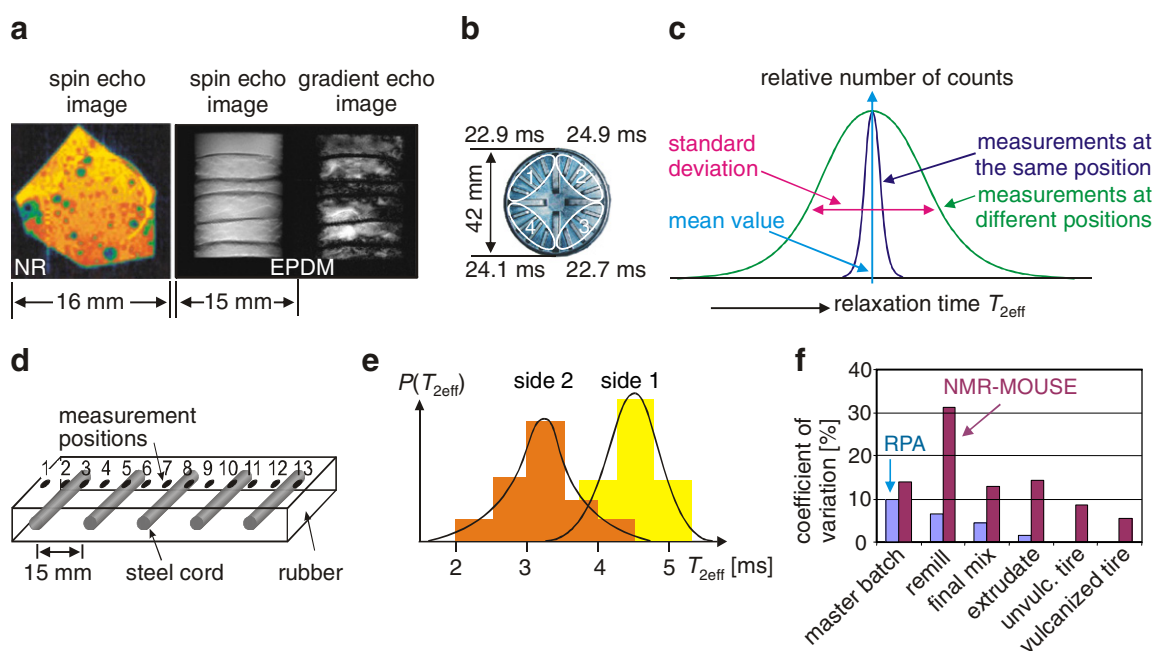 a
spin echo
image
spin echo
image
gradient echo
image
NR
EPDM
16 mm
15 mm
b
22.9 ms
24.9 ms
42 mm
1
2
4
3
24.1 ms
22.7 ms
c
relative number of counts
standard
deviation
mean value
measurements at
the same position
measurements at
different positions
relaxation time T2eff
d
measurement
positions
1 2 3 4 5 6 7 8 9 10 11 12 13
15 mm
steel cord
rubber
e
P(T2eff)
side 2
side 1
2 3 4 5 T2eff [ms]
f
coefficient of
variation [%]
40
30
20
10
0
NMR-MOUSE
RPA
master batch
remill
final mix
extrudate
unvulc. tire
vulcanized tire